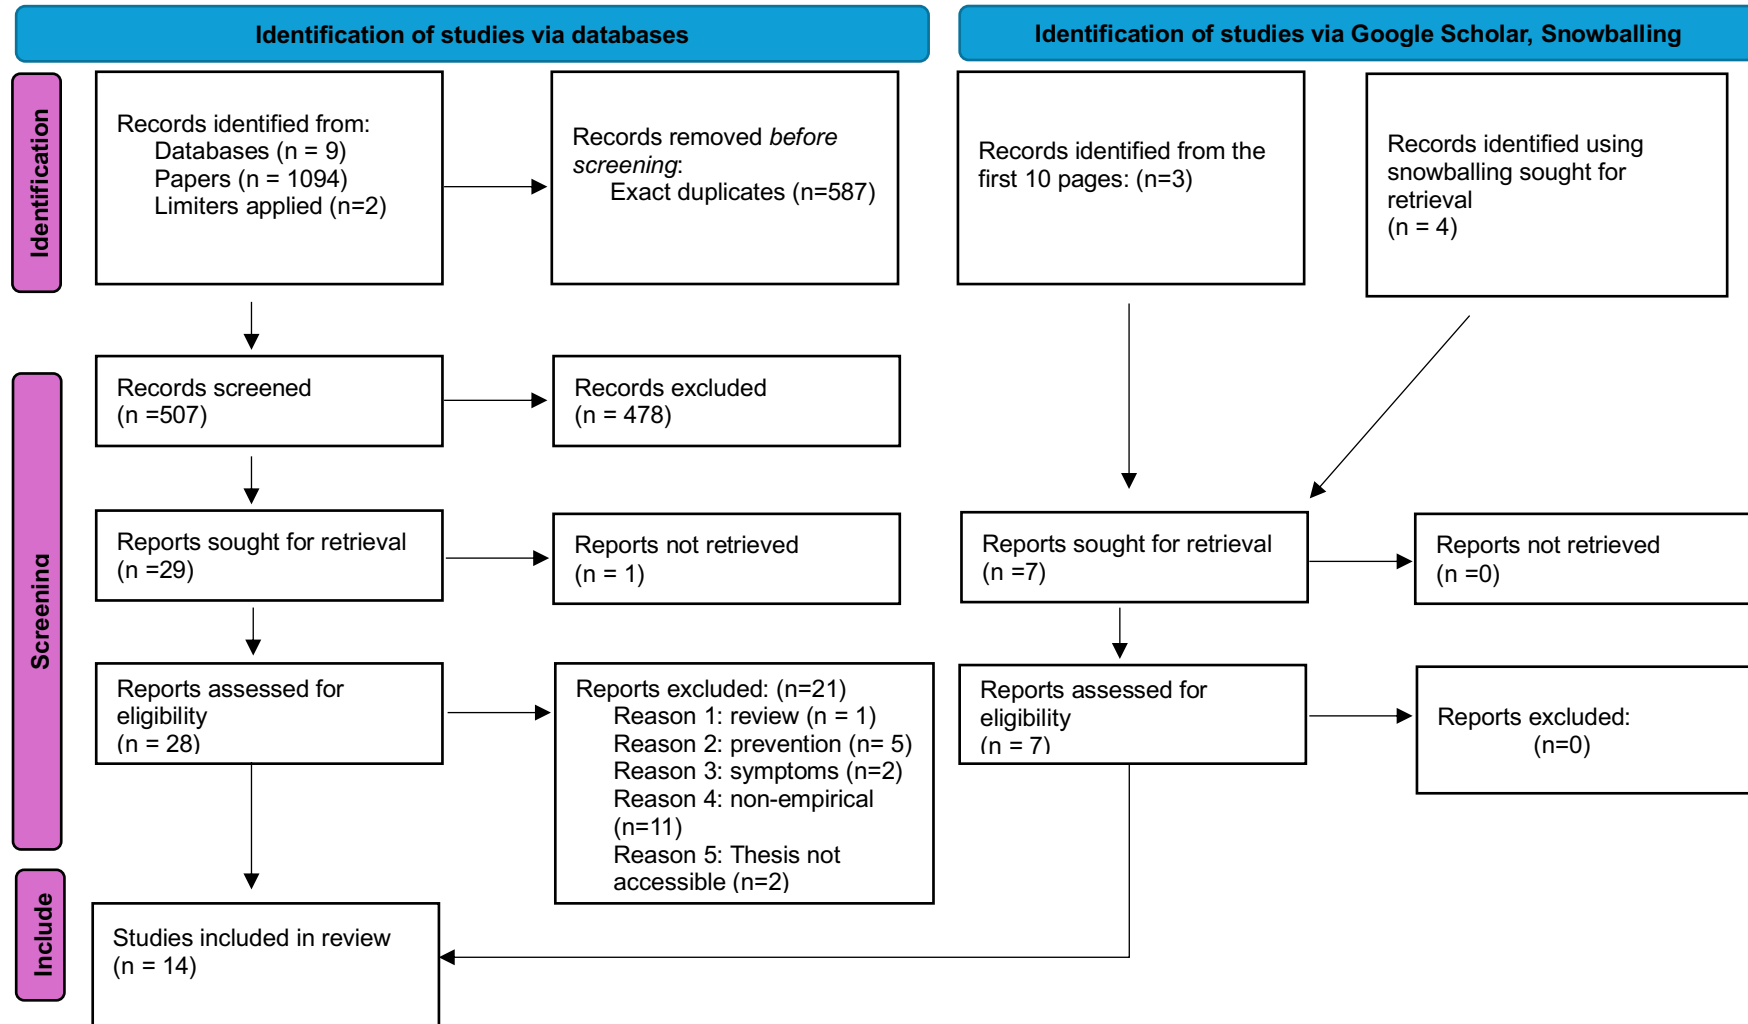 Identification of studies via databases
Identification of studies via Google Scholar, Snowballing
Identification
Records identified from:
Databases (n = 9)
Papers (n = 1094)
Limiters applied (n=2)
Records removed before
screening:
Exact duplicates (n=587)
Records identified from the
first 10 pages: (n=3)
Records identified using
snowballing sought for
retrieval
(n = 4)
Screening
Records screened
(n =507)
Records excluded
(n = 478)
Reports sought for retrieval
(n =29)
Reports not retrieved
(n = 1)
Reports sought for retrieval
(n =7)
Reports not retrieved
(n =0)
Reports assessed for
eligibility
(n = 28)
Reports excluded: (n=21)
Reason 1: review (n = 1)
Reason 2: prevention (n= 5)
Reason 3: symptoms (n=2)
Reason 4: non-empirical
(n=11)
Reason 5: Thesis not
accessible (n=2)
Reports assessed for
eligibility
(n = 7)
Reports excluded:
(n=0)
Include
Studies included in review
(n = 14)